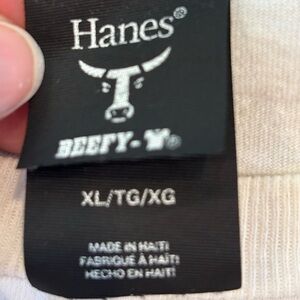 Hanes®
BEEFY-T®
XL/TG/XG
MADE IN HAITI
FABRIQUÉ À HAÏTI
HECHO EN HAITÍ